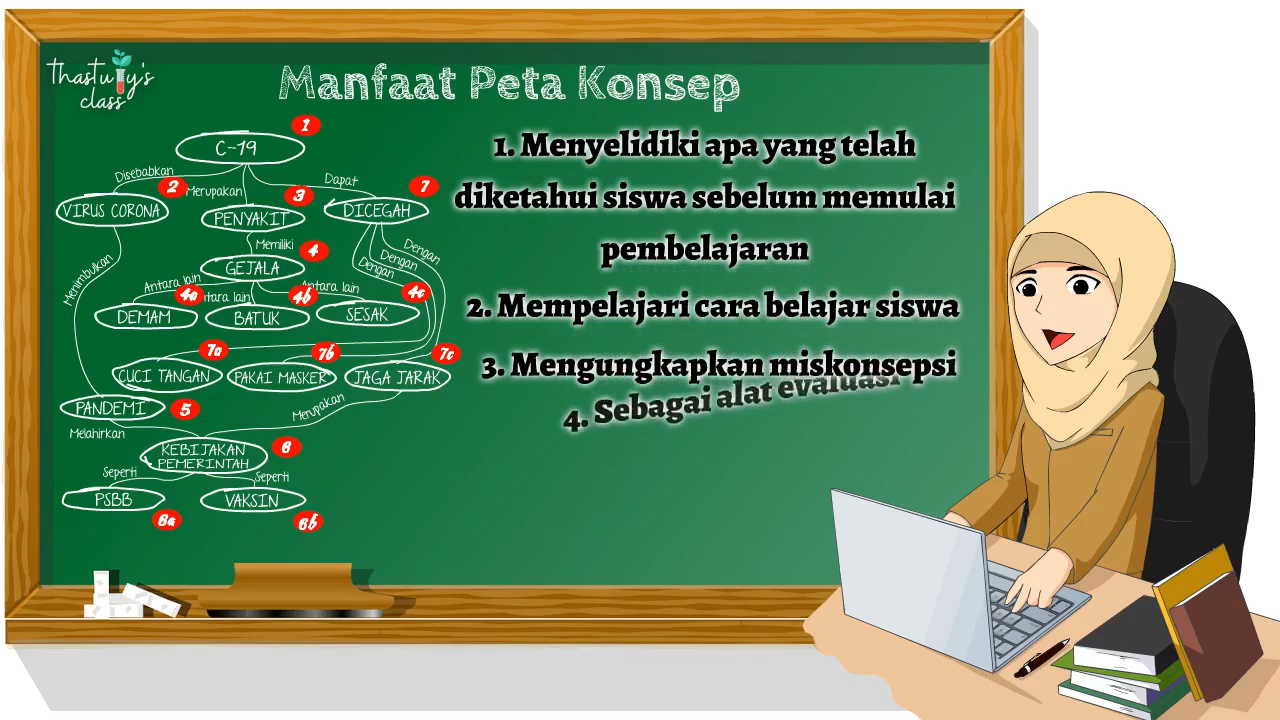 thastuty's
class
Manfaat Peta Konsep
1
C-19
Disebabkan
Merupakan
Dapat
2
3
7
VIRUS CORONA
PENYAKIT
DICEGAH
Memiliki
4
Dengan
Dengan
Dengan
GEJALA
Menimbulkan
Antara lain
4a
ntara lain
4b
ntara lain
4c
DEMAM
BATUK
SESAK
7a
7b
7c
CUCI TANGAN
PAKAI MASKER
JAGA JARAK
PANDEMI
5
Merupakan
Melahirkan
KEBIJAKAN
PEMERINTAH
6
Seperti
Seperti
PSBB
VAKSIN
6a
6b
1. Menyelidiki apa yang telah
diketahui siswa sebelum memulai
pembelajaran
2. Mempelajari cara belajar siswa
3. Mengungkapkan miskonsepsi
4. Sebagai alat evaluasi